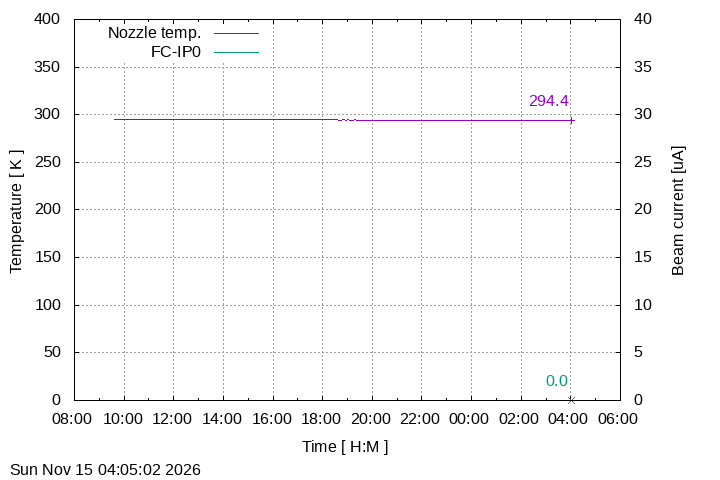 Nozzle temp.
FC-IP0
400
350
300
250
200
150
100
50
0
Temperature [ K ]
40
35
30
25
20
15
10
5
0
Beam current [uA]
294.4
0.0
08:00 10:00 12:00 14:00 16:00 18:00 20:00 22:00 00:00 02:00 04:00 06:00
Time [ H:M ]
Sun Nov 15 04:05:02 2026